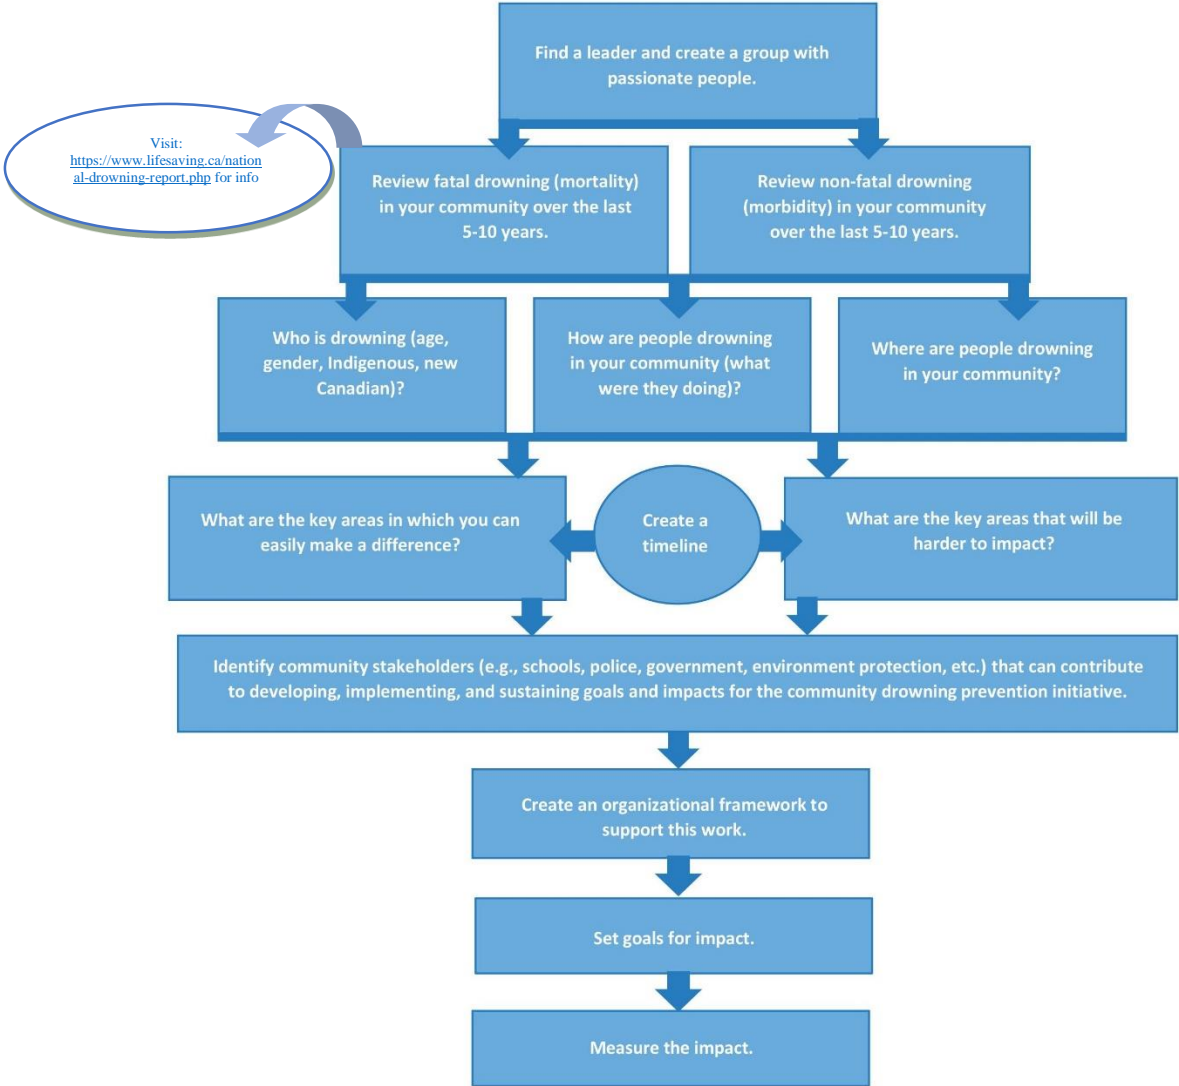 Find a leader and create a group with
passionate people.
Visit:
https://www.lifesaving.ca/nation
al-drowning-report.php for info
Review fatal drowning (mortality)
in your community over the last
5-10 years.
Review non-fatal drowning
(morbidity) in your community
over the last 5-10 years.
Who is drowning (age,
gender, Indigenous, new
Canadian)?
How are people drowning
in your community (what
were they doing)?
Where are people drowning
in your community?
What are the key areas in which you can
easily make a difference?
Create a
timeline
What are the key areas that will be
harder to impact?
Identify community stakeholders (e.g., schools, police, government, environment protection, etc.) that can contribute
to developing, implementing, and sustaining goals and impacts for the community drowning prevention initiative.
Create an organizational framework to
support this work.
Set goals for impact.
Measure the impact.